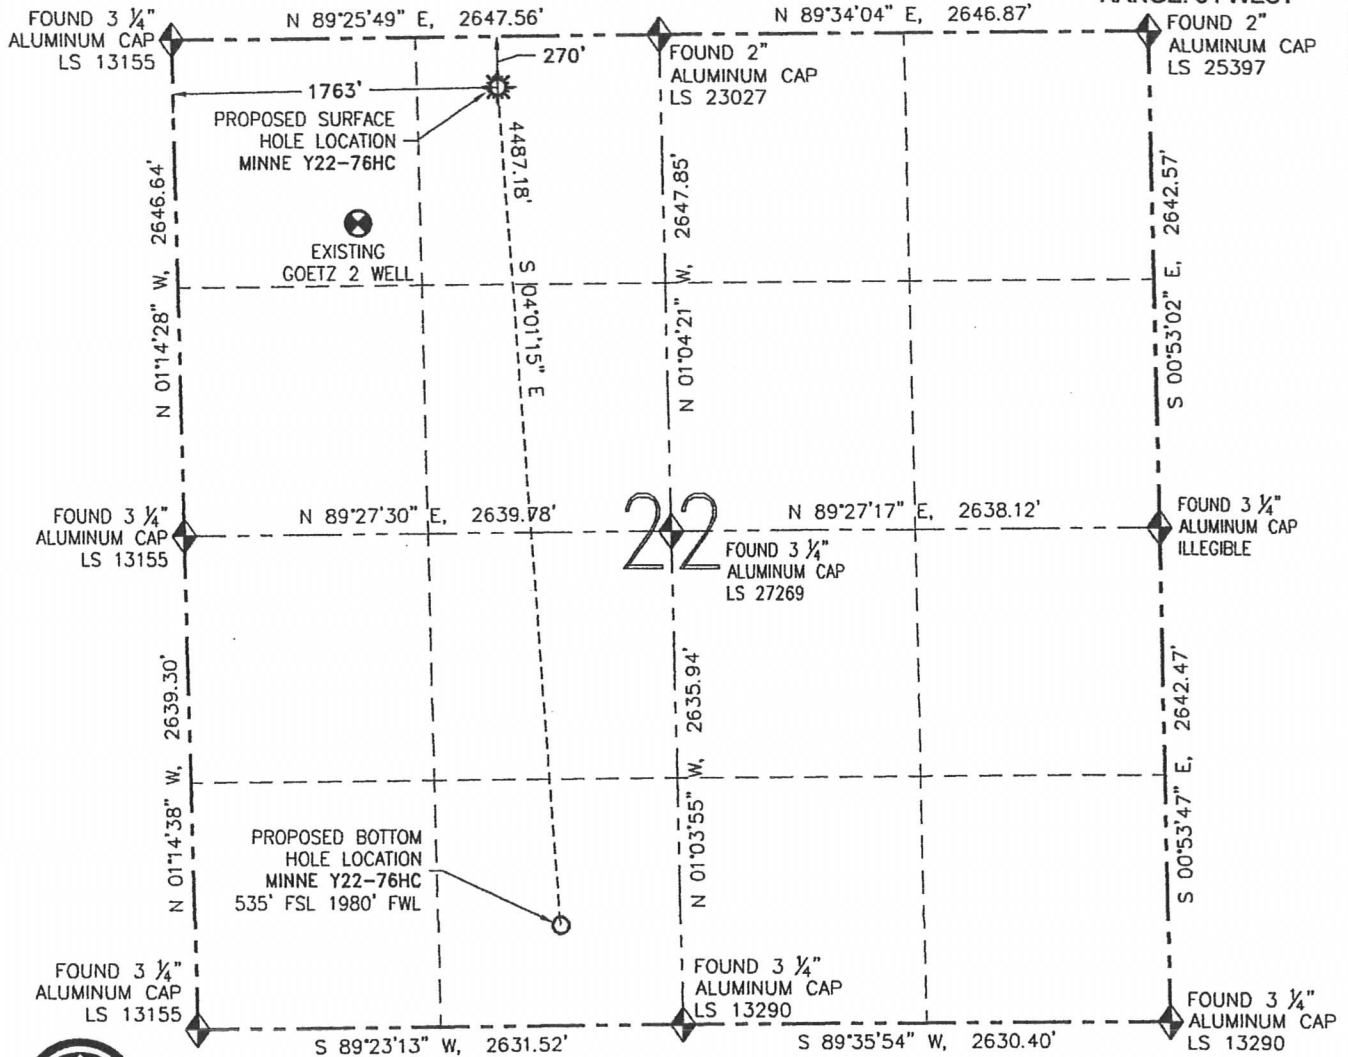 N 89°25'49" E, 2647.56'
N 89°34'04" E, 2646.87'
FOUND 3 ¼"
ALUMINUM CAP
LS 13155
270'
FOUND 2"
ALUMINUM CAP
LS 23027
FOUND 2"
ALUMINUM CAP
LS 25397
1763'
PROPOSED SURFACE
HOLE LOCATION
MINNE Y22-76HC
4487.18' S 04°01'15" E
EXISTING
GOETZ 2 WELL
N 01°14'28" W, 2646.64'
N 01°04'21" W, 2647.85'
S 00°53'02" E, 2642.57'
FOUND 3 ¼"
ALUMINUM CAP
LS 13155
N 89°27'30" E, 2639.78'
22
N 89°27'17" E, 2638.12'
FOUND 3 ¼"
ALUMINUM CAP
LS 27269
FOUND 3 ¼"
ALUMINUM CAP
ILLEGIBLE
N 01°14'38" W, 2639.30'
N 01°03'55" W, 2635.94'
S 00°53'47" E, 2642.47'
PROPOSED BOTTOM
HOLE LOCATION
MINNE Y22-76HC
535' FSL 1980' FWL
FOUND 3 ¼"
ALUMINUM CAP
LS 13155
FOUND 3 ¼"
ALUMINUM CAP
LS 13290
FOUND 3 ¼"
ALUMINUM CAP
LS 13290
S 89°23'13" W, 2631.52'
S 89°35'54" W, 2630.40'